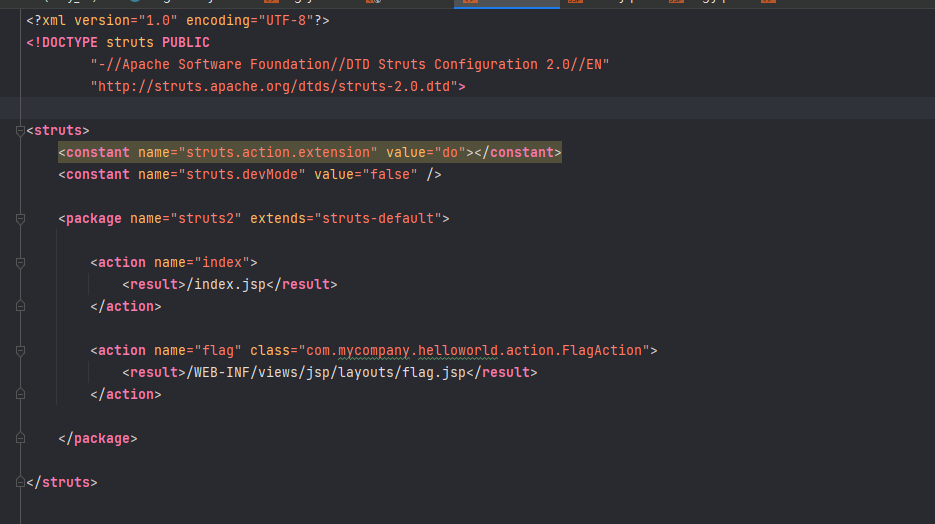 <?xml version="1.0" encoding="UTF-8"?>
<!DOCTYPE struts PUBLIC
        "-//Apache Software Foundation//DTD Struts Configuration 2.0//EN"
        "http://struts.apache.org/dtds/struts-2.0.dtd">
<struts>
    <constant name="struts.action.extension" value="do"></constant>
    <constant name="struts.devMode" value="false" />
    <package name="struts2" extends="struts-default">
        <action name="index">
            <result>/index.jsp</result>
        </action>
        <action name="flag" class="com.mycompany.helloworld.action.FlagAction">
            <result>/WEB-INF/views/jsp/layouts/flag.jsp</result>
        </action>
    </package>
</struts>